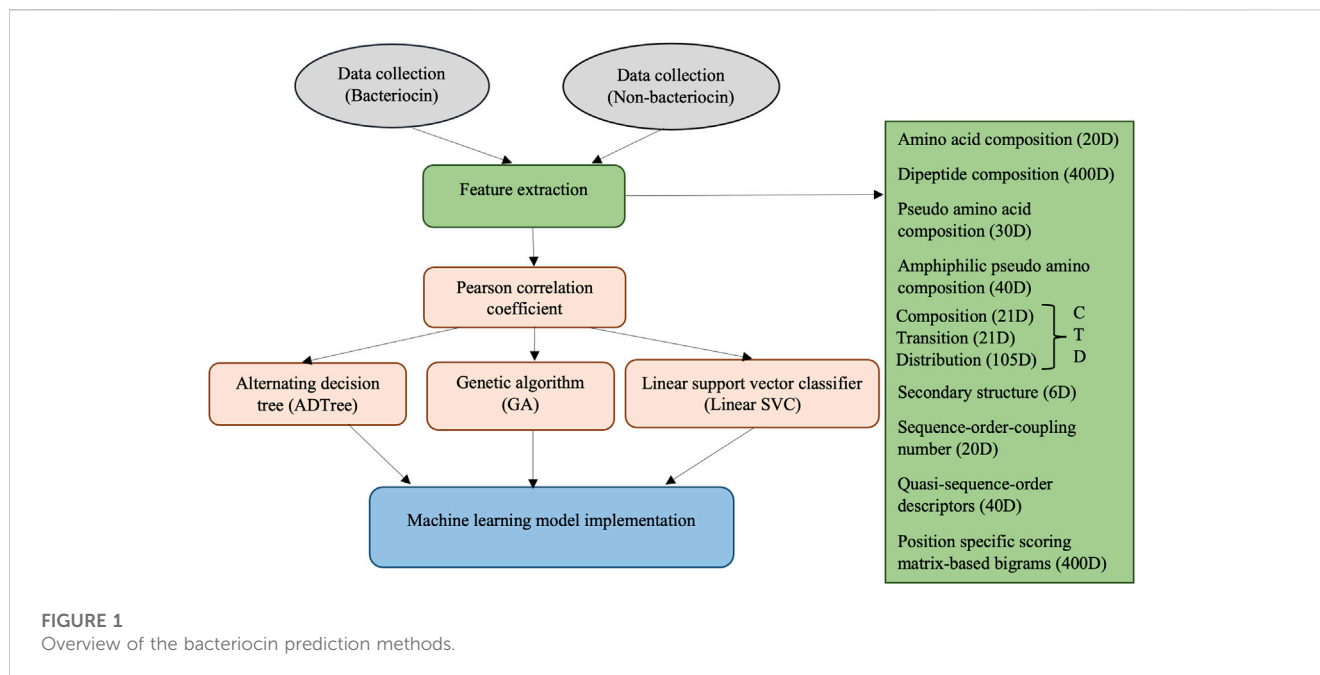 Data collection
(Bacteriocin)
Data collection
(Non-bacteriocin)
Feature extraction
Pearson correlation
coefficient
Alternating decision
tree (ADTree)
Genetic algorithm
(GA)
Linear support vector classifier
(Linear SVC)
Machine learning model implementation
Amino acid composition (20D)
Dipeptide composition (400D)
Pseudo amino acid
composition (30D)
Amphiphilic pseudo amino
composition (40D)
Composition (21D) C
Transition (21D) T
Distribution (105D) D
Secondary structure (6D)
Sequence-order-coupling
number (20D)
Quasi-sequence-order
descriptors (40D)
Position specific scoring
matrix-based bigrams (400D)
FIGURE 1
Overview of the bacteriocin prediction methods.